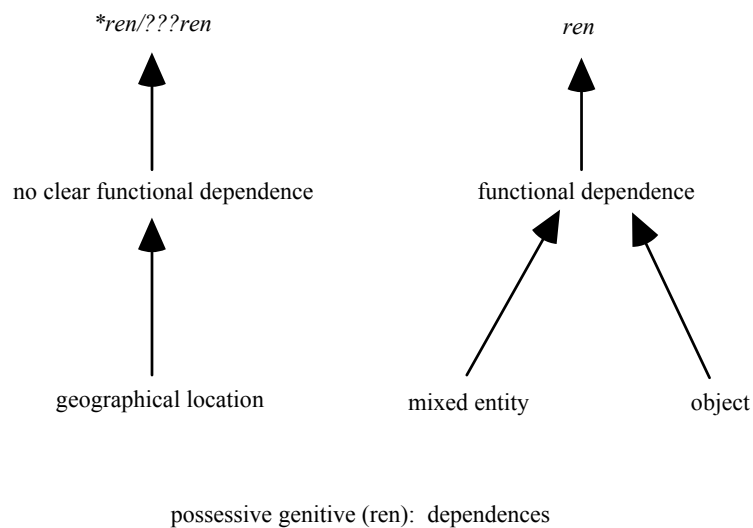 *ren/???ren ren
no clear functional dependence functional dependence
geographical location mixed entity object
possessive genitive (ren): dependences